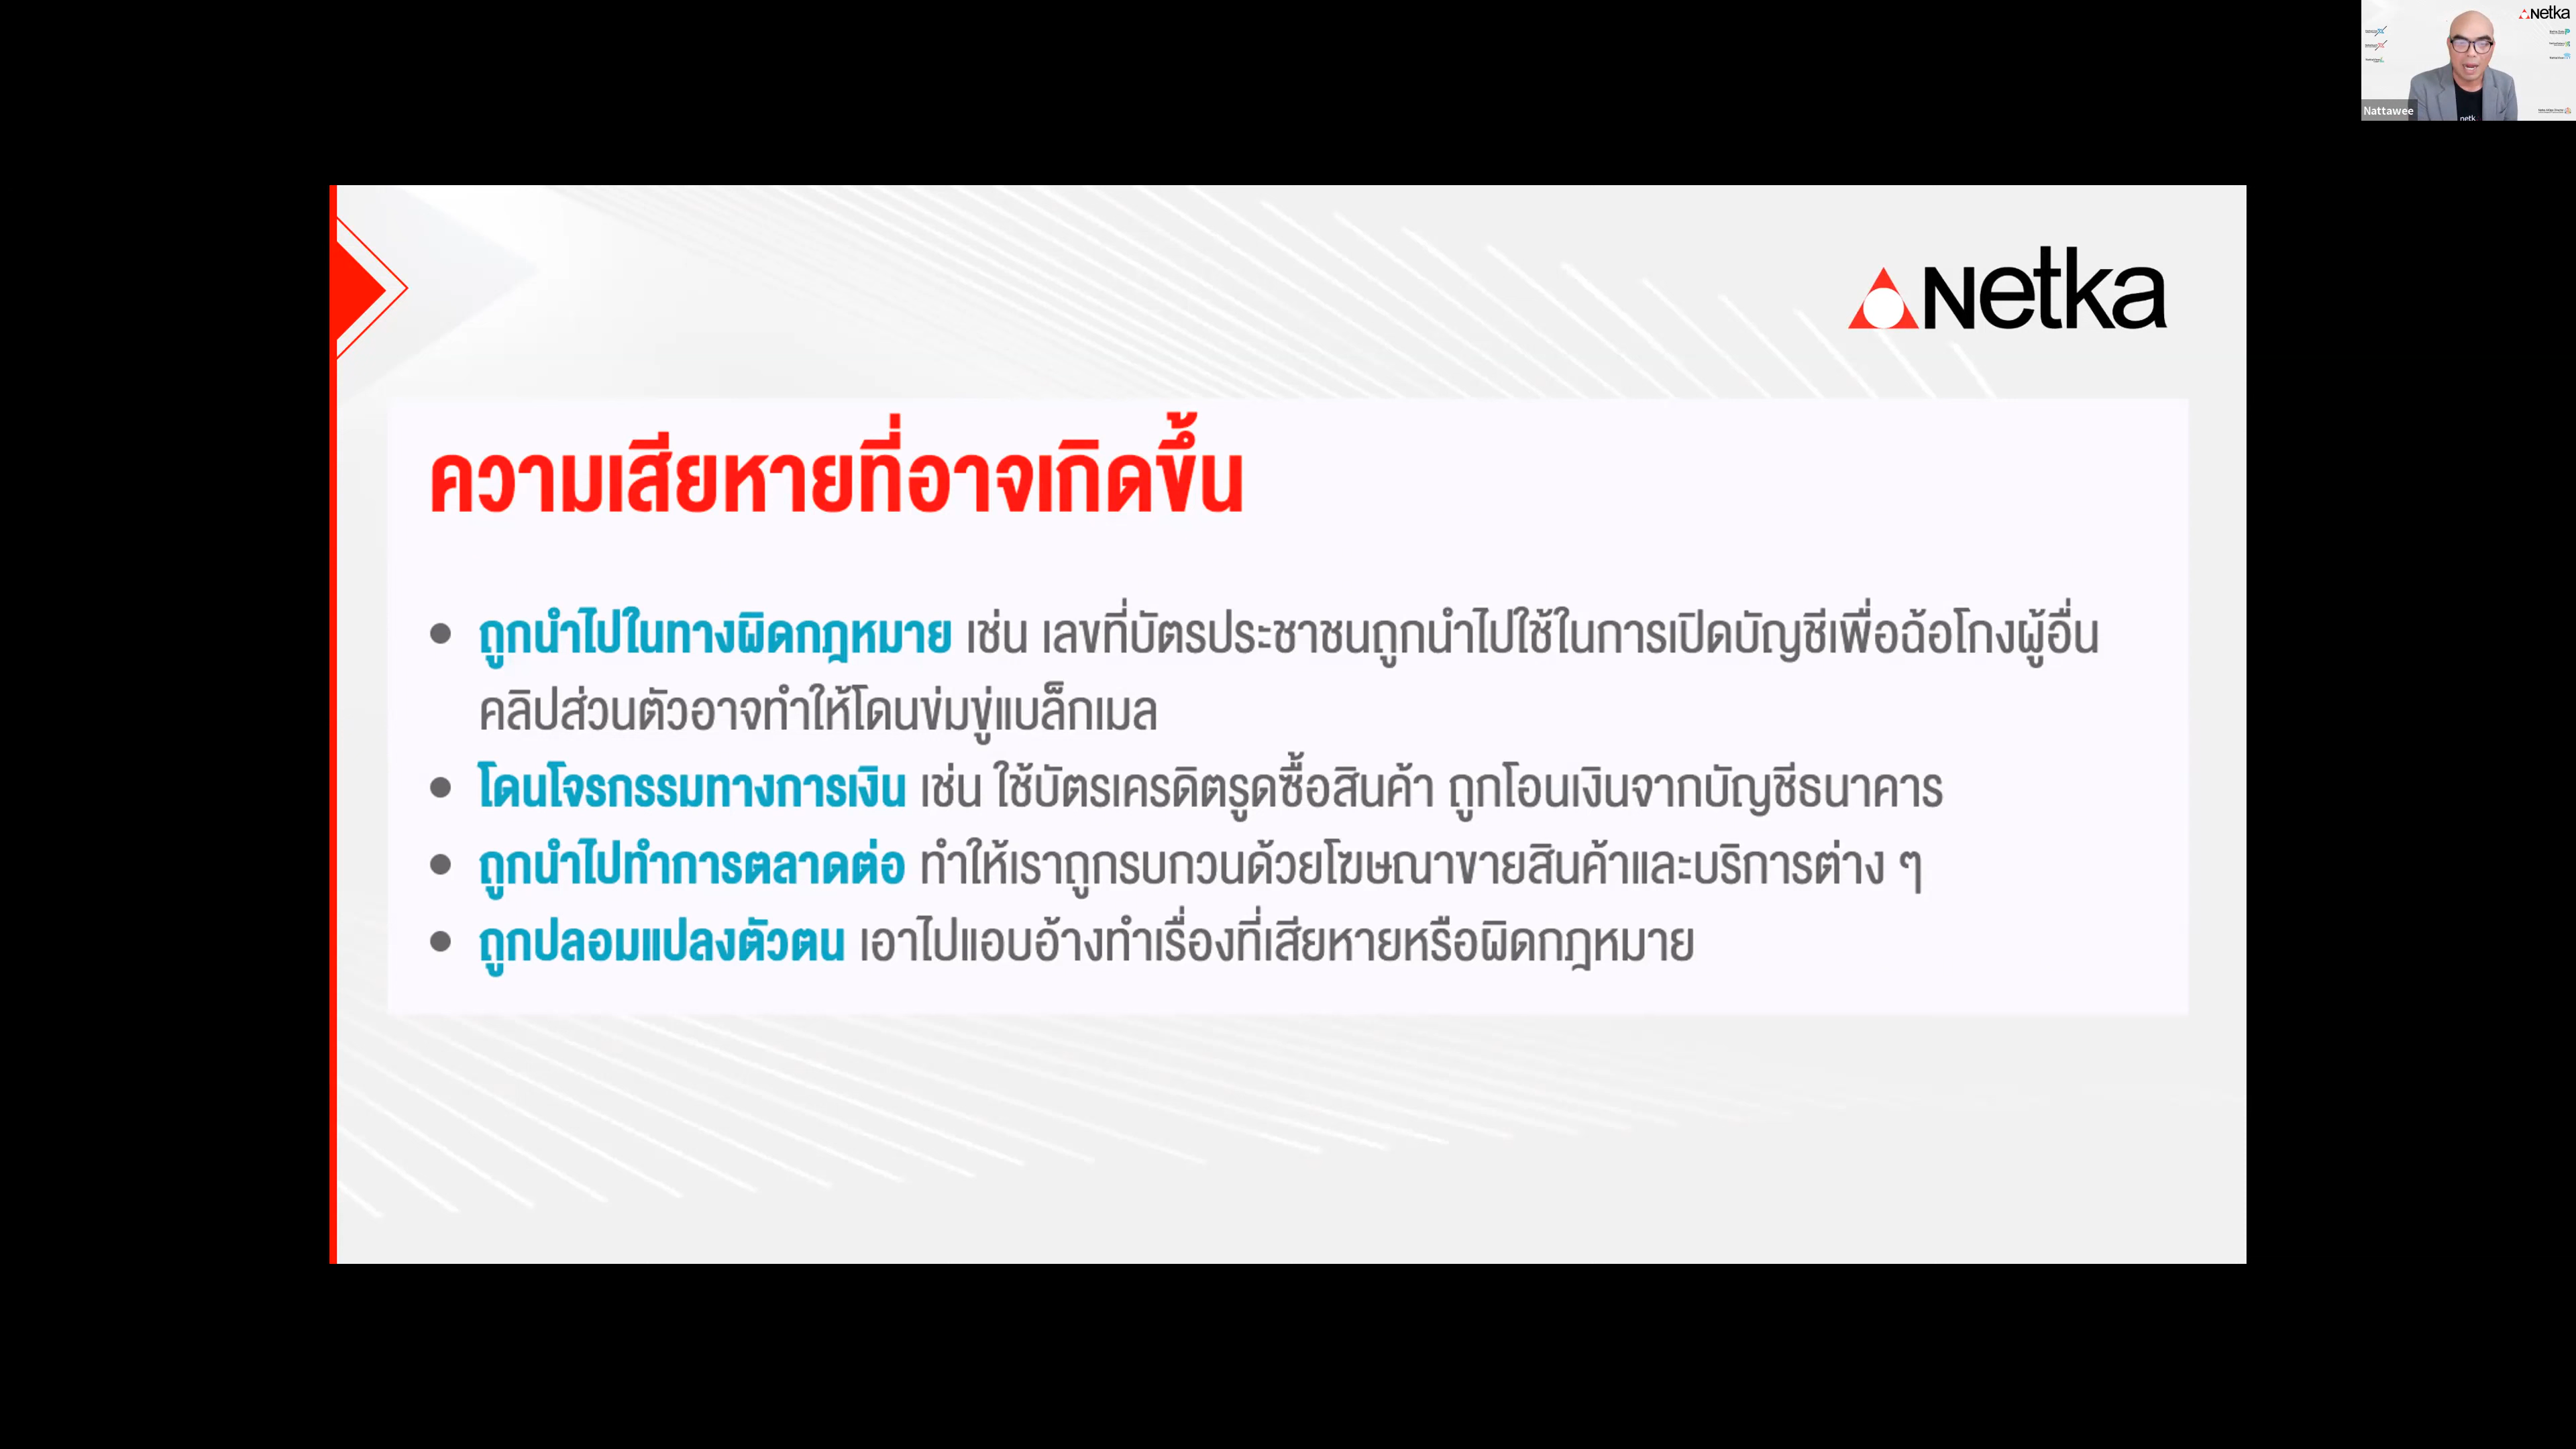 Netka
Nattawee
netk
Netka
ความเสียหายที่อาจเกิดขึ้น
ถูกนำไปในทางผิดกฎหมาย เช่น เลขที่บัตรประชาชนถูกนำไปใช้ในการเปิดบัญชีเพื่อฉ้อโกงผู้อื่น
คลิปส่วนตัวอาจทำให้โดนข่มขู่แบล็กเมล
โดนโจรกรรมทางการเงิน เช่น ใช้บัตรเครดิตรูดซื้อสินค้า ถูกโอนเงินจากบัญชีธนาคาร
ถูกนำไปทำการตลาดต่อ ทำให้เราถูกรบกวนด้วยโฆษณาขายสินค้าและบริการต่าง ๆ
ถูกปลอมแปลงตัวตน เอาไปแอบอ้างทำเรื่องที่เสียหายหรือผิดกฎหมาย